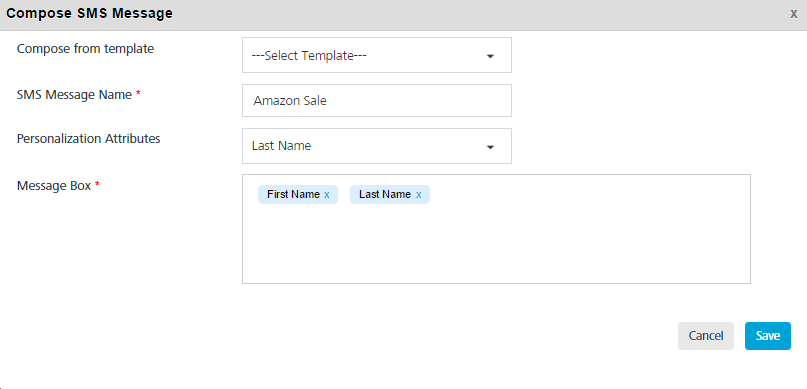 Compose SMS Message x
Compose from template ---Select Template---
SMS Message Name * Amazon Sale
Personalization Attributes Last Name
Message Box * First Name x Last Name x
Cancel Save